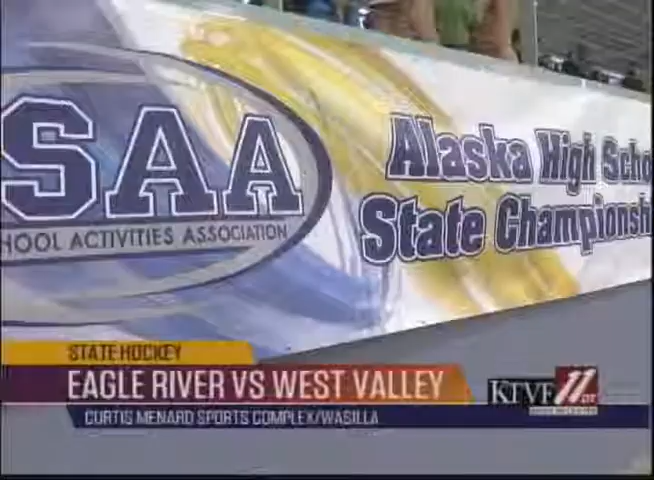 SAA
HOOL ACTIVITIES ASSOCIATION
Alaska High Scho
State Championsh
STATE HOCKEY
EAGLE RIVER VS WEST VALLEY
CURTIS MENARD SPORTS COMPLEX/WASILLA
KTVF 11